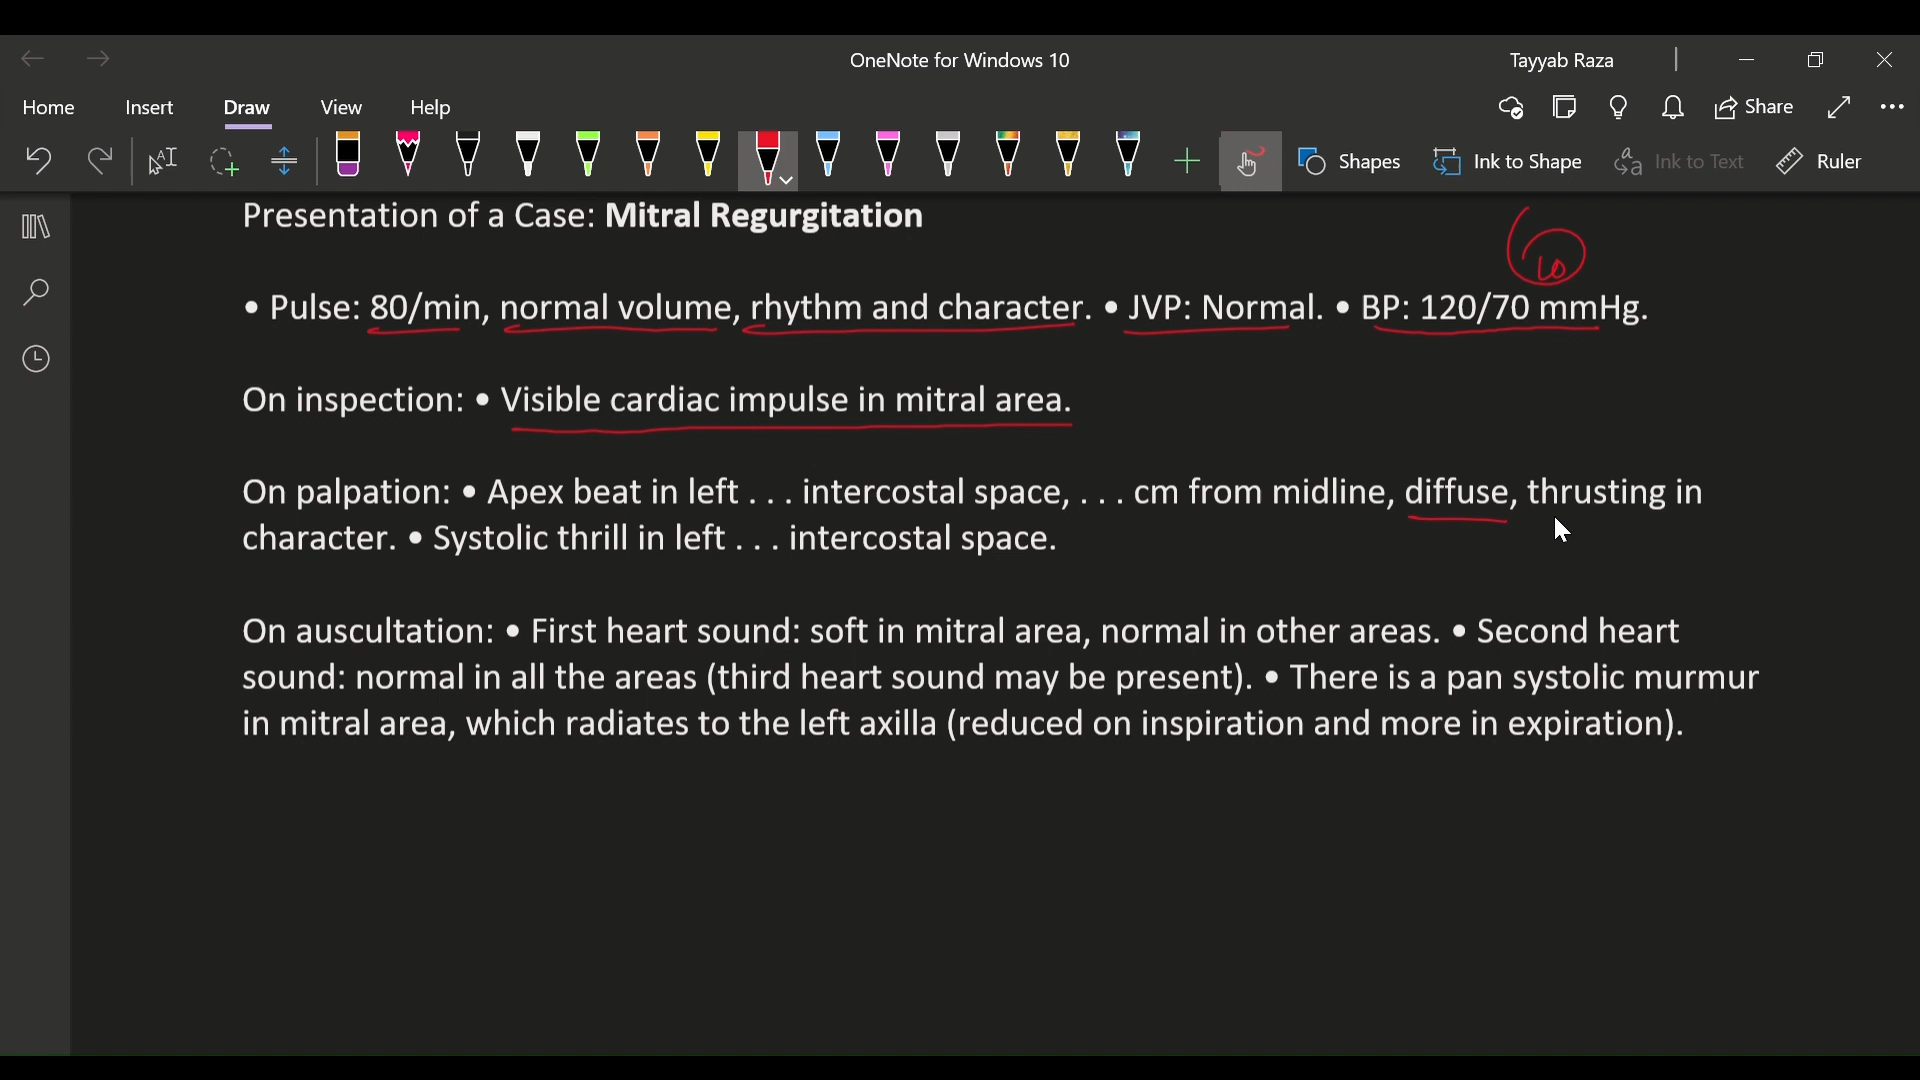 OneNote for Windows 10
Tayyab Raza
Home Insert Draw View Help
Share
Shapes Ink to Shape Ink to Text Ruler
Presentation of a Case: Mitral Regurgitation
• Pulse: 80/min, normal volume, rhythm and character. • JVP: Normal. • BP: 120/70 mmHg.
On inspection: • Visible cardiac impulse in mitral area.
On palpation: • Apex beat in left . . . intercostal space, . . . cm from midline, diffuse, thrusting in
character. • Systolic thrill in left . . . intercostal space.
On auscultation: • First heart sound: soft in mitral area, normal in other areas. • Second heart
sound: normal in all the areas (third heart sound may be present). • There is a pan systolic murmur
in mitral area, which radiates to the left axilla (reduced on inspiration and more in expiration).